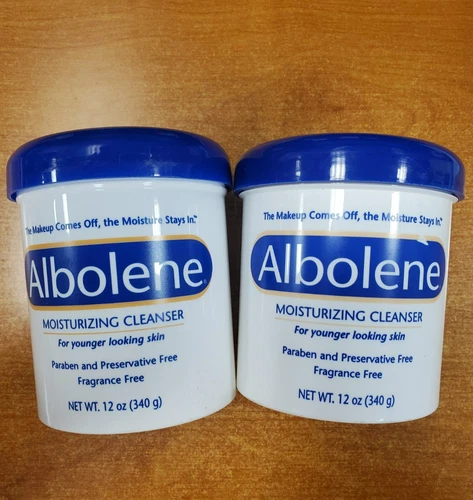 The Makeup Comes Off, the Moisture Stays In.™
Albolene®
MOISTURIZING CLEANSER
For younger looking skin
Paraben and Preservative Free
Fragrance Free
NET WT. 12 oz (340 g)
The Makeup Comes Off, the Moisture Stays In.™
Albolene
MOISTURIZING CLEANSER
For younger looking skin
Paraben and Preservative Free
Fragrance Free
NET WT. 12 oz (340 g)